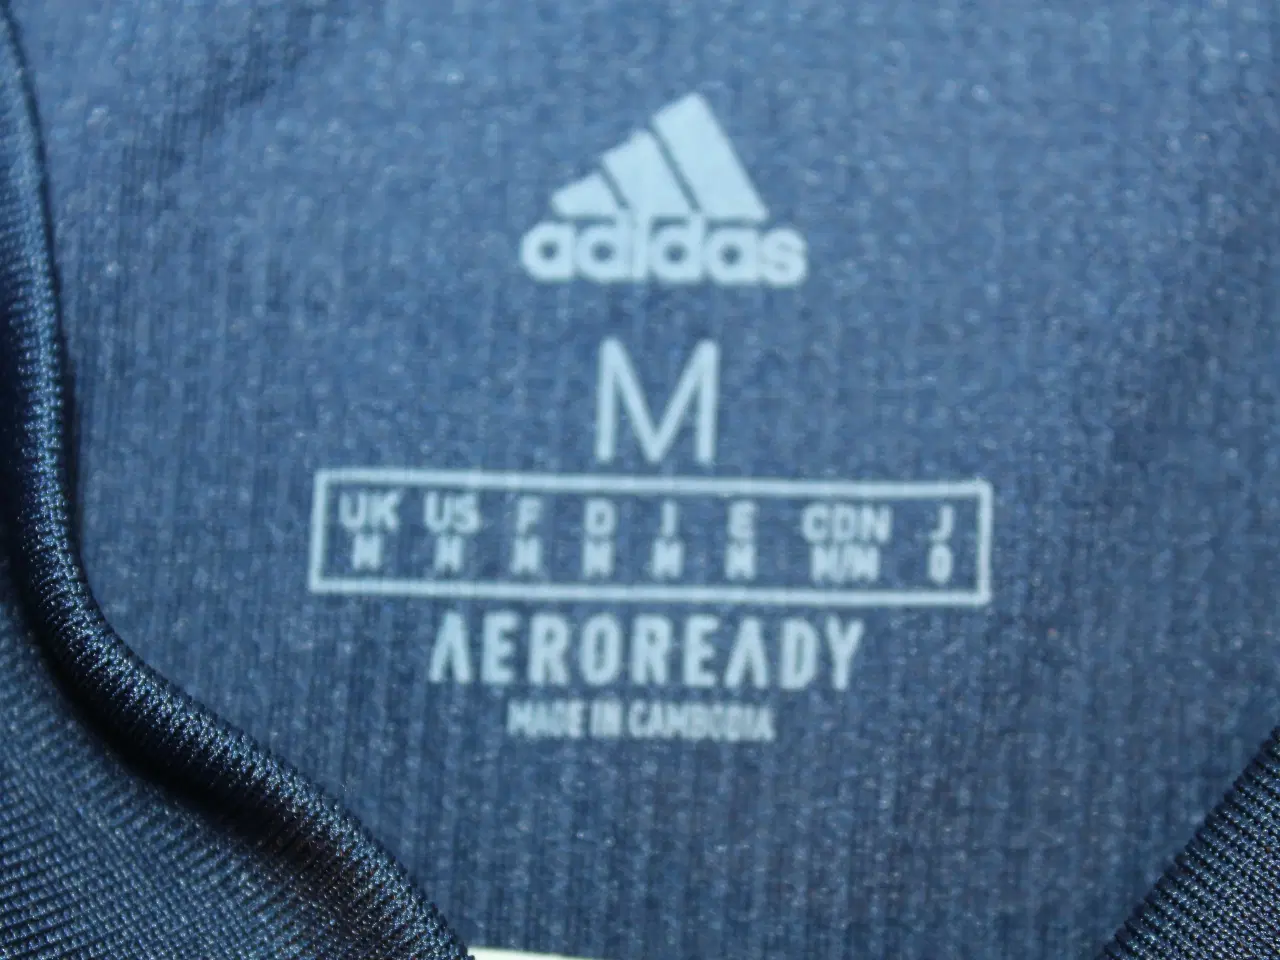 adidas
M
UK US F D I E CDN J
M M M M M M M/M O
AEROREADY
MADE IN CAMBODIA